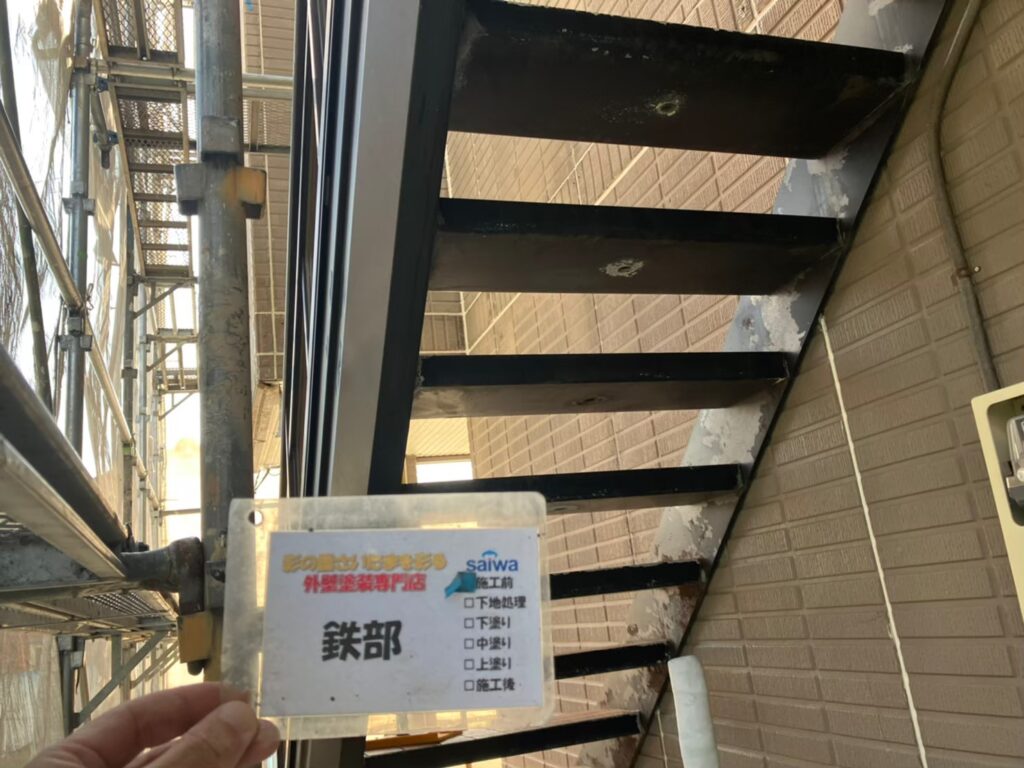 彩の国さいたまを彩る
外壁塗装専門店
saiwa
鉄部
施工前
□下地処理
□下塗り
□中塗り
□上塗り
□施工後